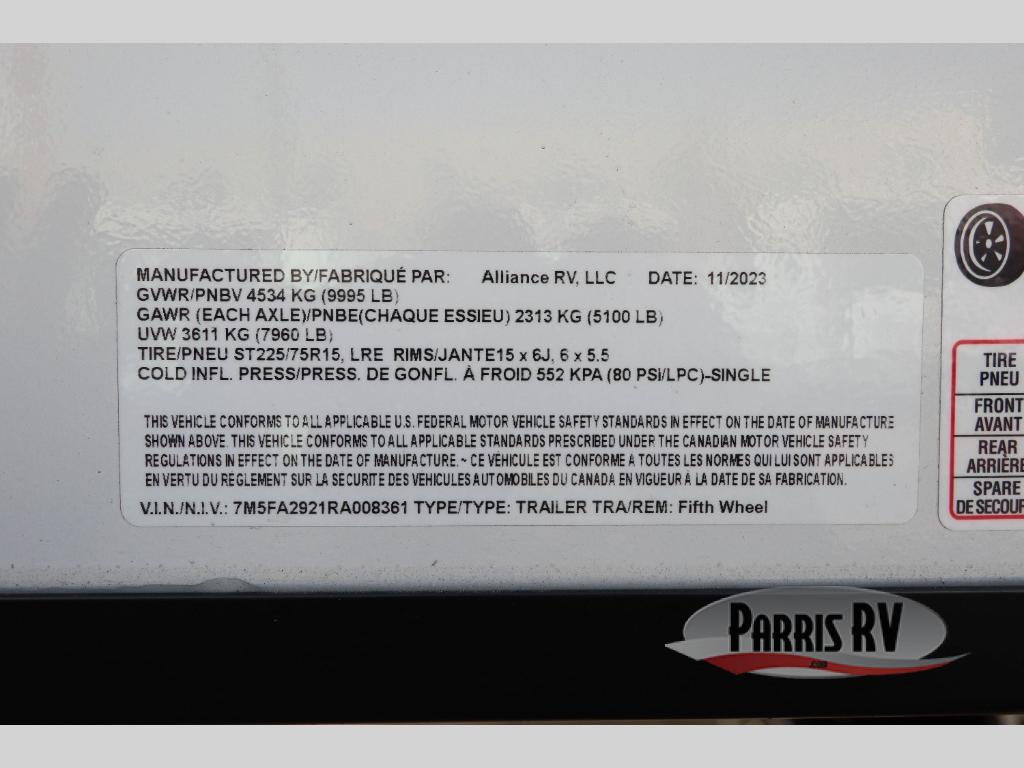 MANUFACTURED BY/FABRIQUÉ PAR: Alliance RV, LLC DATE: 11/2023
GVWR/PNBV 4534 KG (9995 LB)
GAWR (EACH AXLE)/PNBE(CHAQUE ESSIEU) 2313 KG (5100 LB)
UVW 3611 KG (7960 LB)
TIRE/PNEU ST225/75R15, LRE RIMS/JANTE15 x 6J, 6 x 5.5
COLD INFL. PRESS/PRESS. DE GONFL. À FROID 552 KPA (80 PSI/LPC)-SINGLE
THIS VEHICLE CONFORMS TO ALL APPLICABLE U.S. FEDERAL MOTOR VEHICLE SAFETY STANDARDS IN EFFECT ON THE DATE OF MANUFACTURE
SHOWN ABOVE. THIS VEHICLE CONFORMS TO ALL APPLICABLE STANDARDS PRESCRIBED UNDER THE CANADIAN MOTOR VEHICLE SAFETY
REGULATIONS IN EFFECT ON THE DATE OF MANUFACTURE. ~ CE VÉHICULE EST CONFORME A TOUTES LES NORMES QUI LUI SONT APPLICABLES
EN VERTU DU RÈGLEMENT SUR LA SECURITE DES VÉHICULES AUTOMOBILES DU CANADA EN VIGUEUR À LA DATE DE SA FABRICATION.
V.I.N./N.I.V.: 7M5FA2921RA008361 TYPE/TYPE: TRAILER TRA/REM: Fifth Wheel
TIRE
PNEU
FRONT
AVANT
REAR
ARRIÈRE
SPARE
DE SECOUR
PARRIS RV
.com